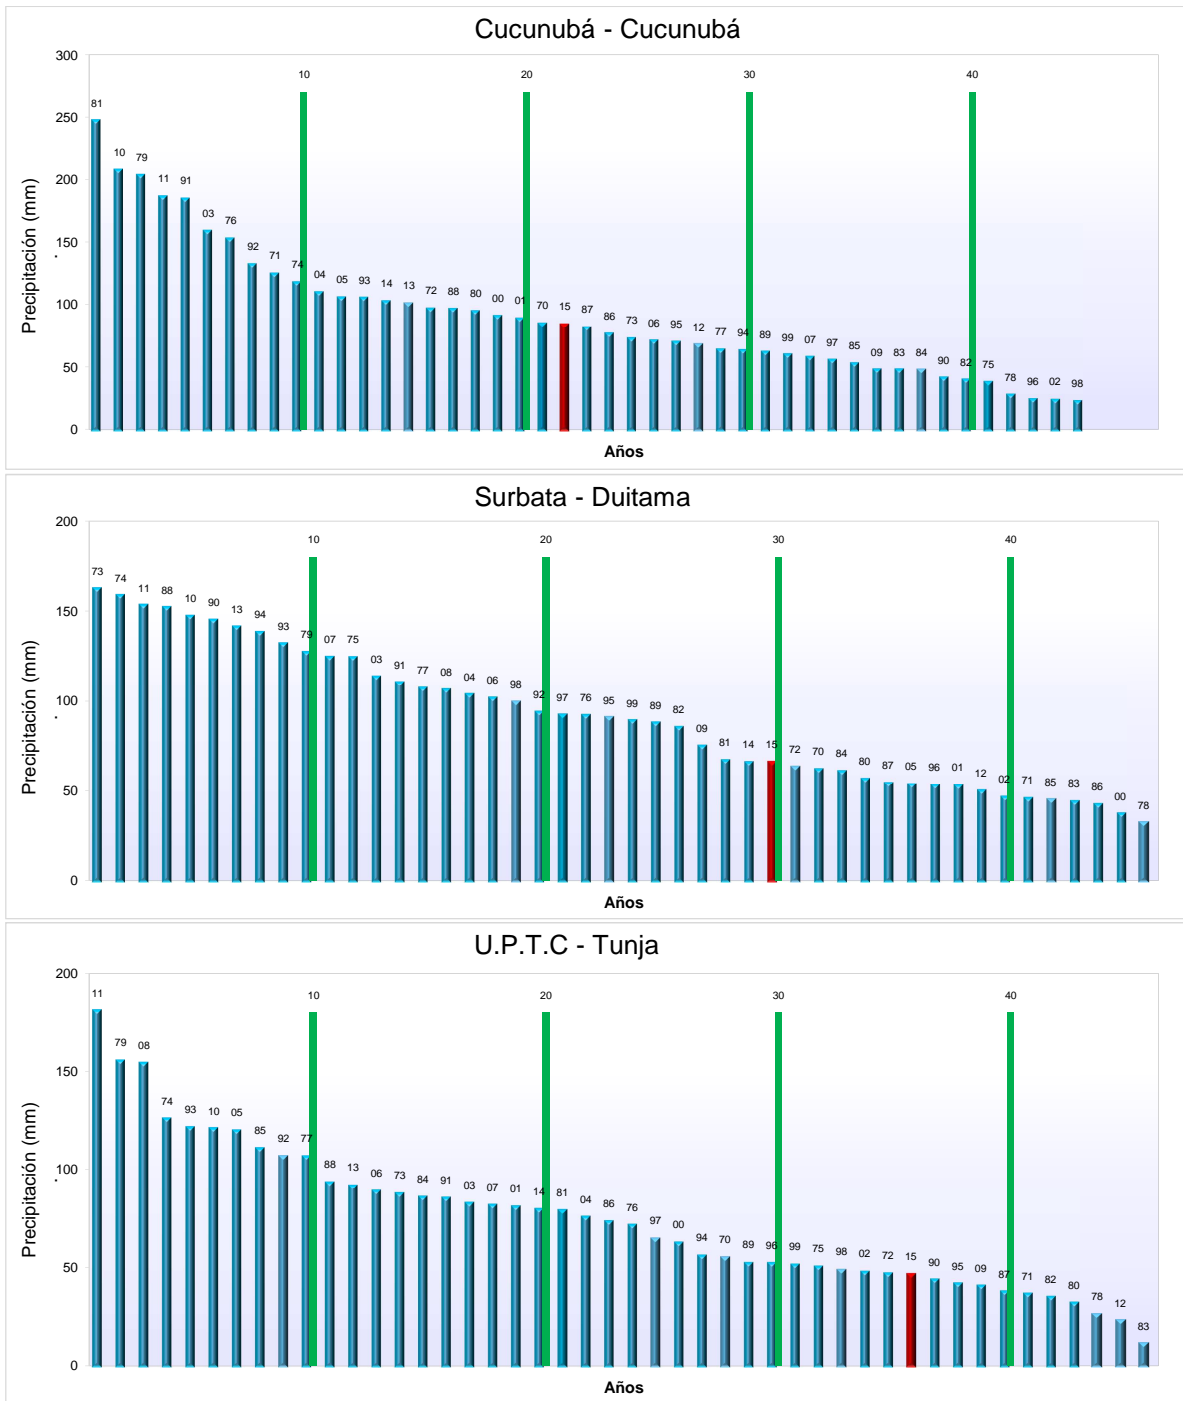 Cucunubá - Cucunubá
300
10 20 30 40
81
250
10 79
11 91
200
03 76
92 71 74 04 05 93 14 13 72 88 80 00 01 70 15 87 86 73 06 95 12 77 94 89 99 07 97 85 09 83 84 90 82 75 78 96 02 98
150
100
50
0
Precipitación (mm)
.
Años
Surbata - Duitama
200
10 20 30 40
73 74 11 88 10 90 13 94 93 79 07 75 03 91 77 08 04 06 98 92 97 76 95 99 89 82 09 81 14 15 72 70 84 80 87 05 96 01 12 02 71 85 83 86 00 78
150
100
50
0
Precipitación (mm)
.
Años
U.P.T.C - Tunja
200
10 20 30 40
11 79 08 74 93 10 05 85 92 77 88 13 06 73 84 91 03 07 01 14 81 04 86 76 97 00 94 70 89 96 99 75 98 02 72 15 90 95 09 87 71 82 80 78 12 83
150
100
50
0
Precipitación (mm)
.
Años